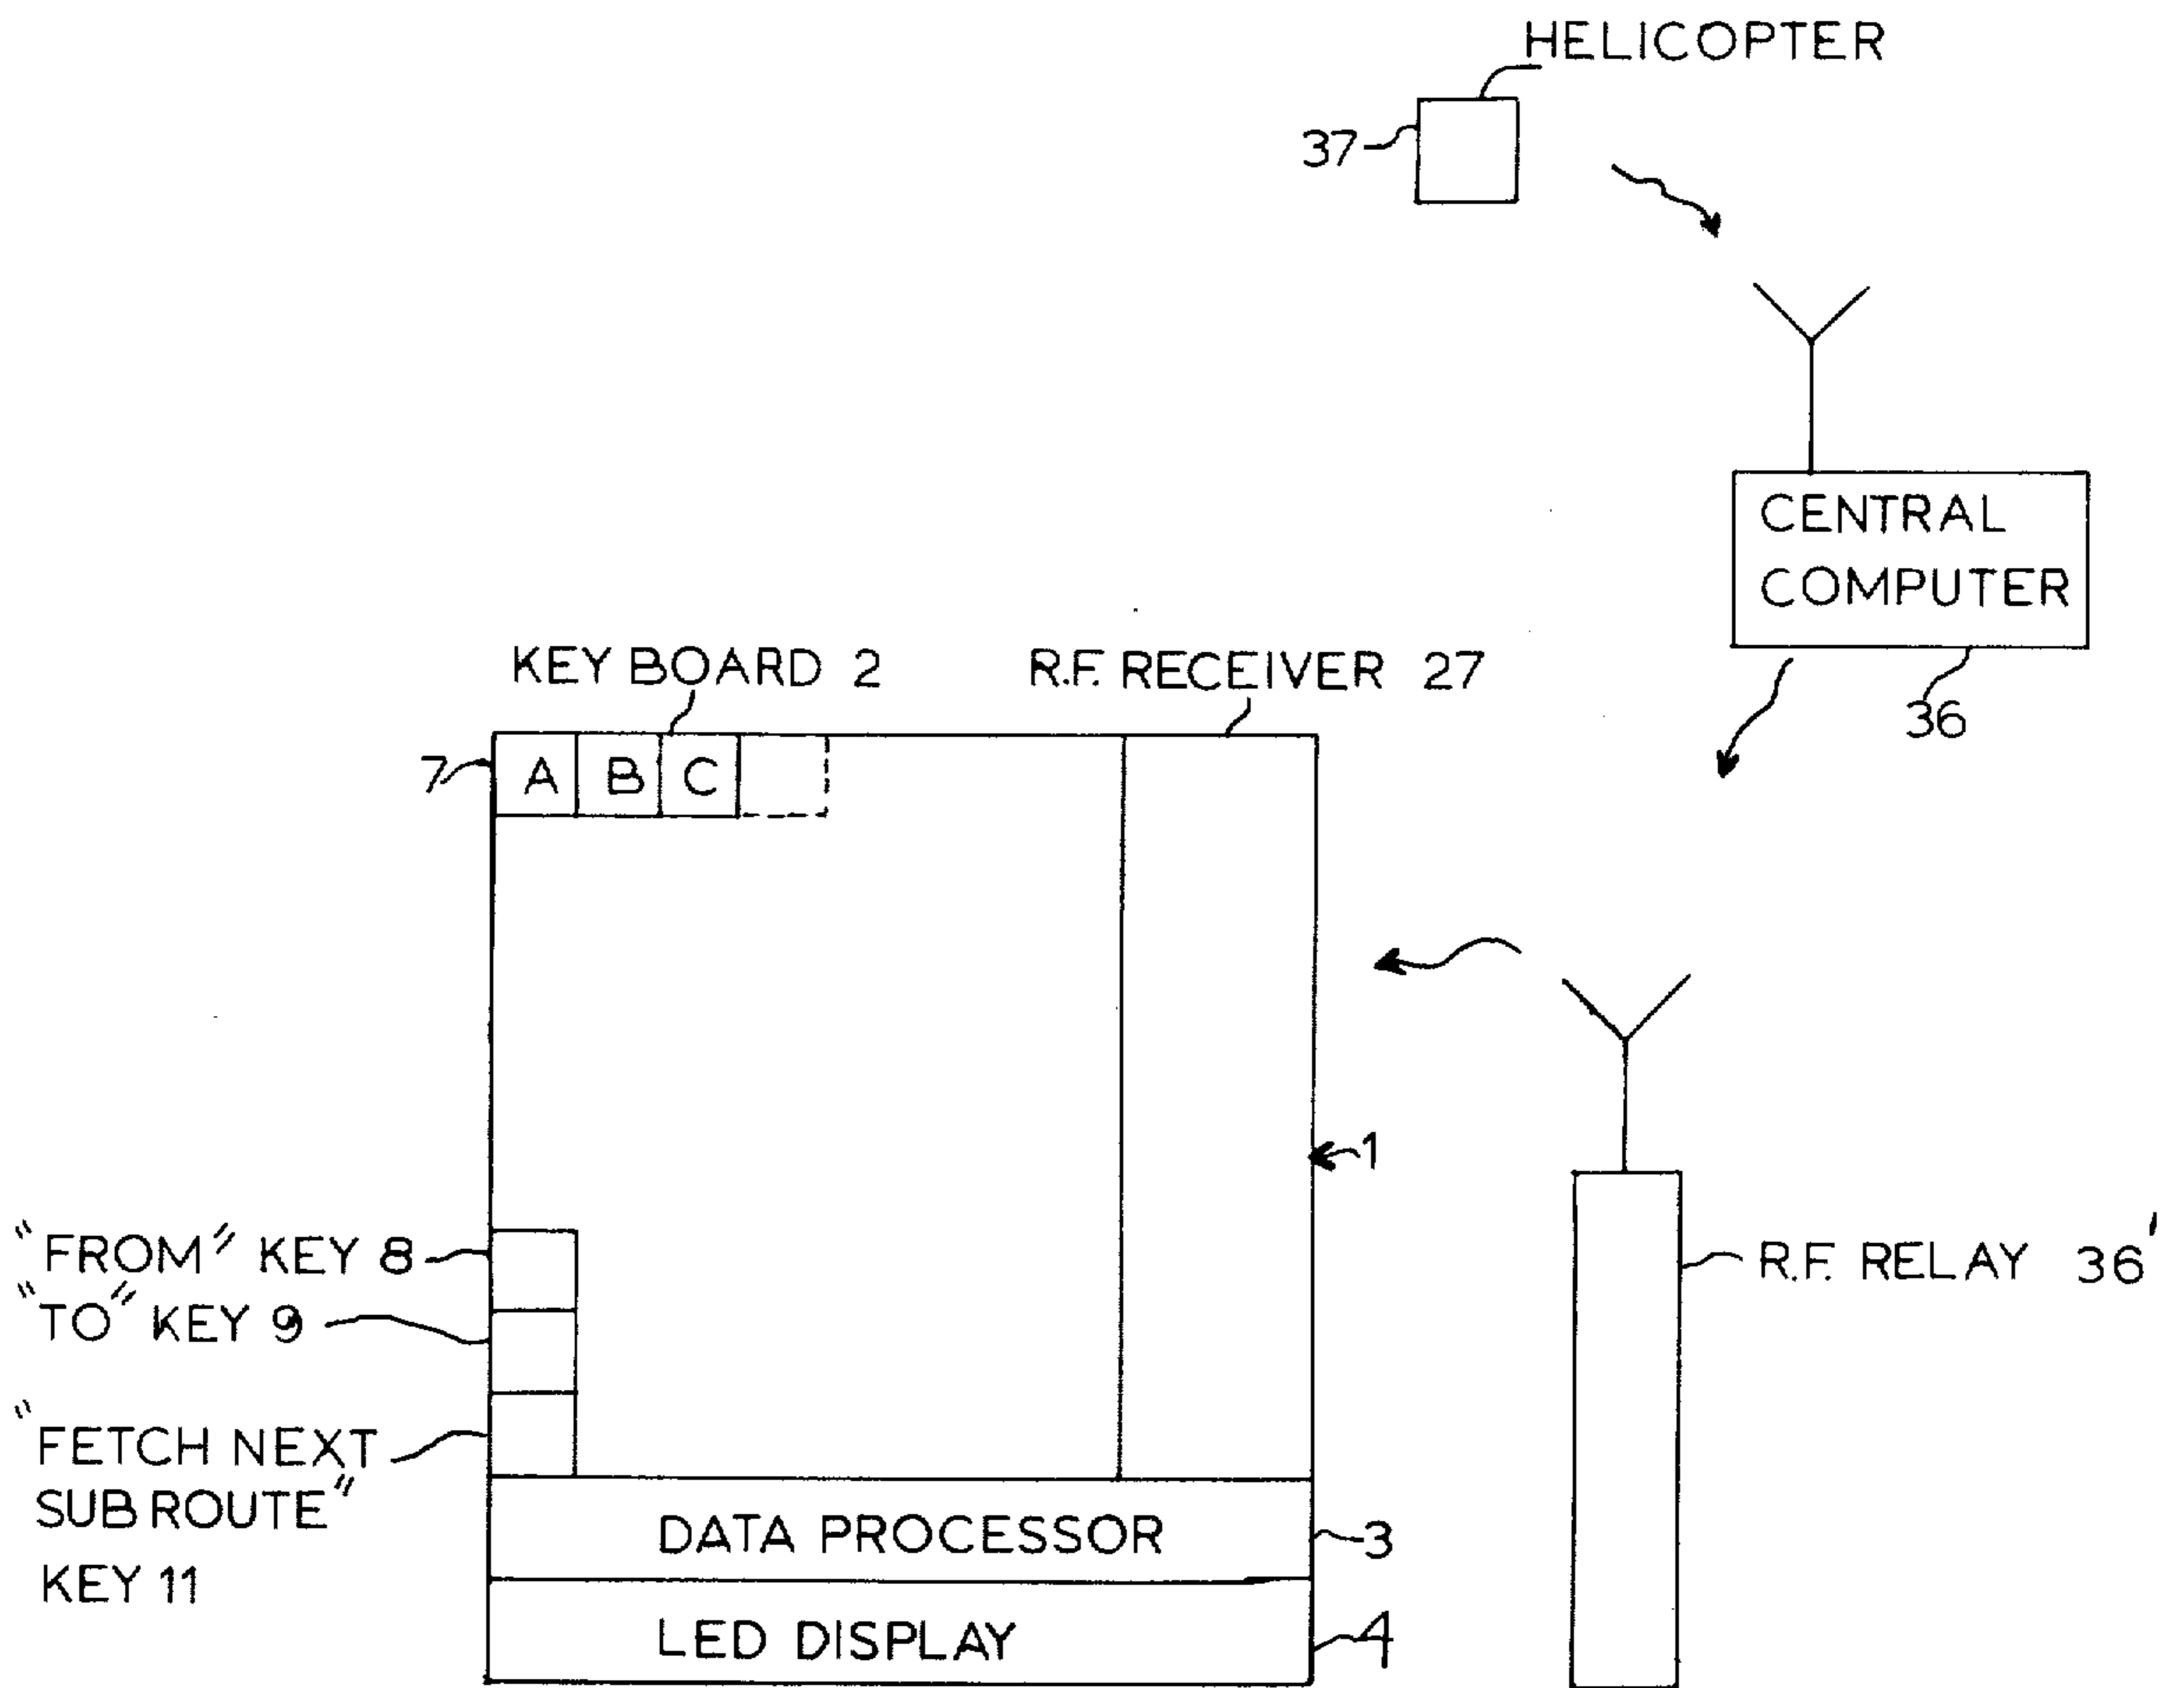 HELICOPTER
37
CENTRAL
COMPUTER
36
KEY BOARD 2
R.F. RECEIVER 27
7
A B C
1
"FROM" KEY 8
"TO" KEY 9
"FETCH NEXT
SUB ROUTE"
KEY 11
R.F. RELAY 36'
DATA PROCESSOR
3
LED DISPLAY
4